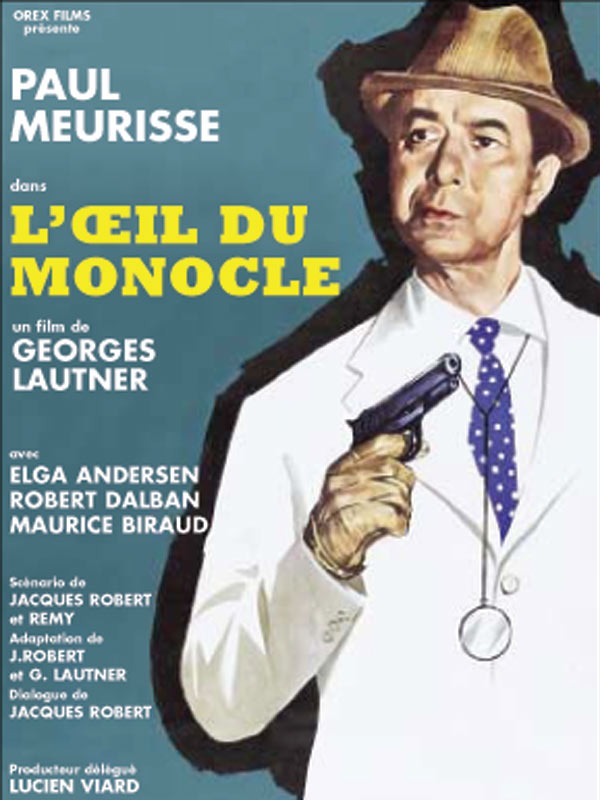 OREX FILMS
présente
PAUL
MEURISSE
dans
L'ŒIL DU
MONOCLE
un film de
GEORGES
LAUTNER
avec
ELGA ANDERSEN
ROBERT DALBAN
MAURICE BIRAUD
Scènario de
JACQUES ROBERT
et REMY
Adaptation de
J.ROBERT
et G. LAUTNER
Dialogue de
JACQUES ROBERT
Producteur délèguè
LUCIEN VIARD